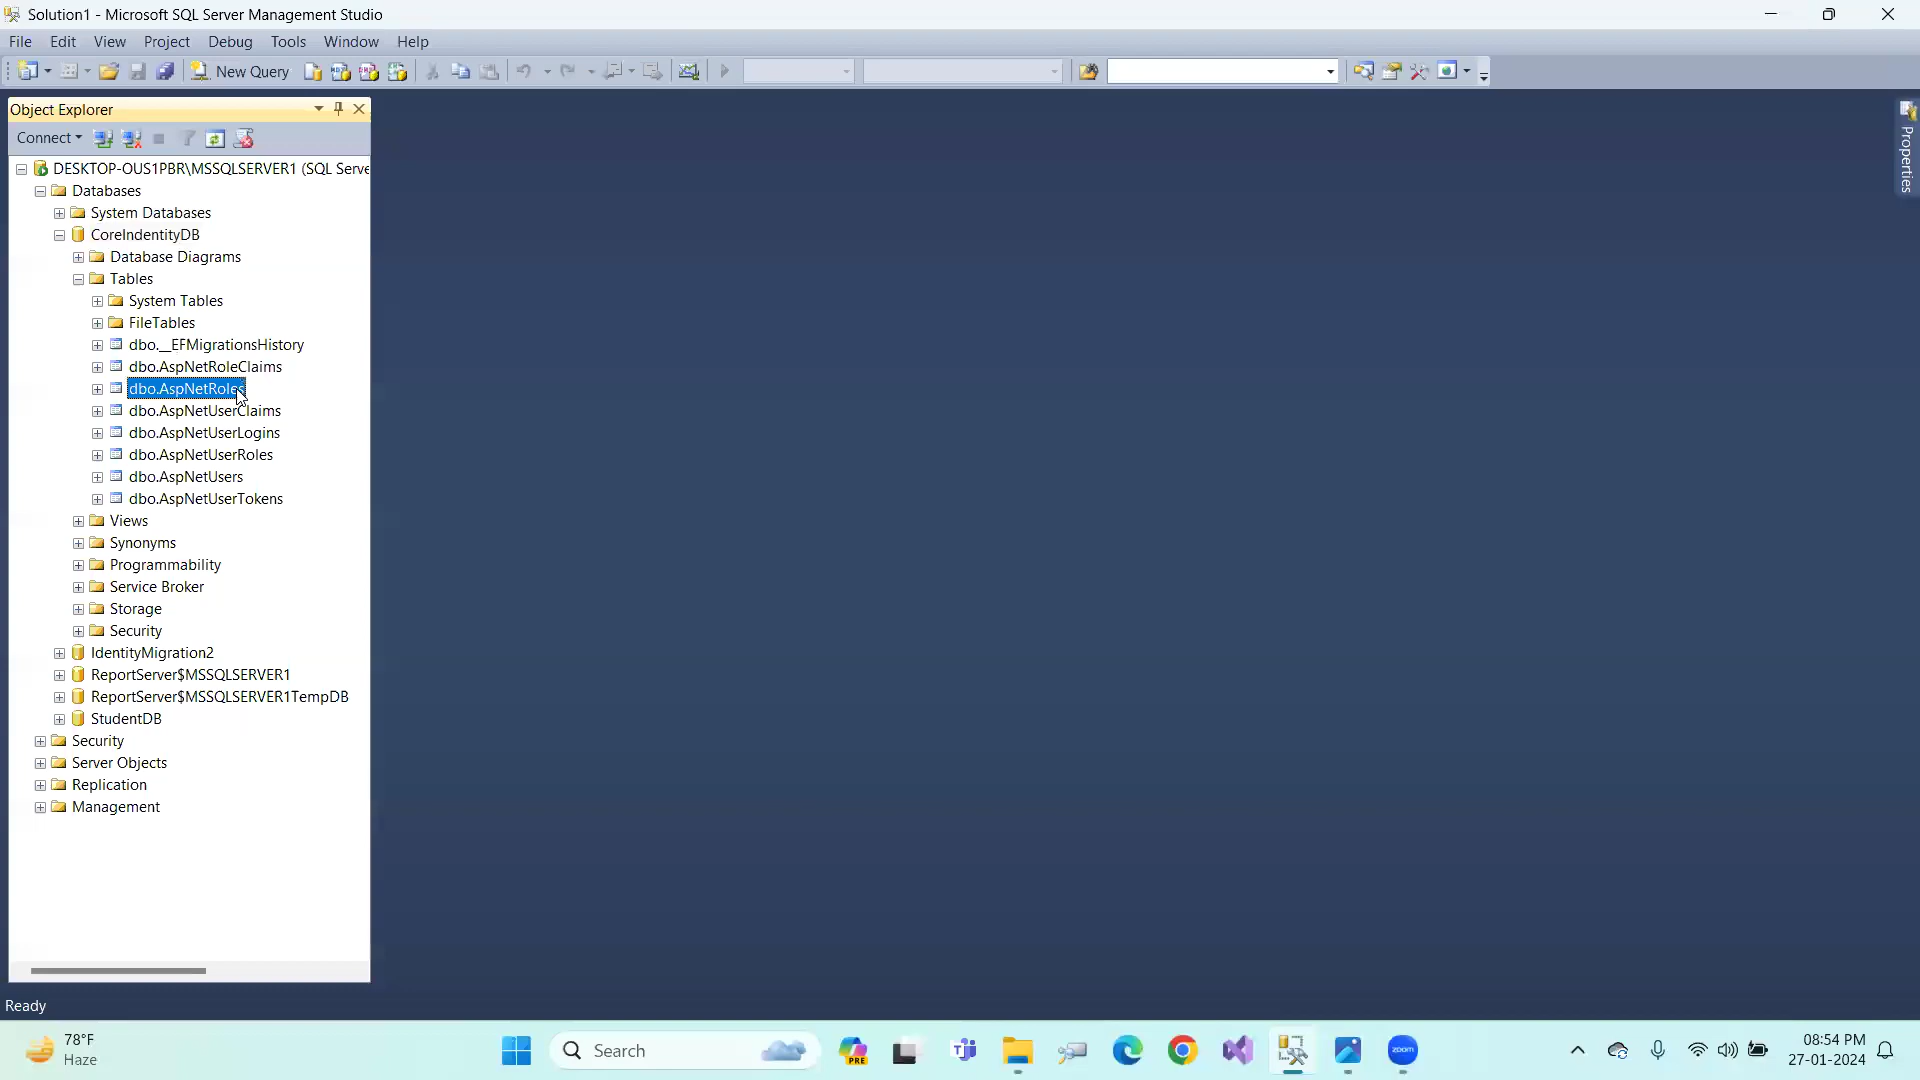 Solution1 - Microsoft SQL Server Management Studio
File Edit View Project Debug Tools Window Help
New Query
Object Explorer
Connect
DESKTOP-OUS1PBR\MSSQLSERVER1 (SQL Serve
Databases
System Databases
CoreIndentityDB
Database Diagrams
Tables
System Tables
FileTables
dbo.__EFMigrationsHistory
dbo.AspNetRoleClaims
dbo.AspNetRoles
dbo.AspNetUserClaims
dbo.AspNetUserLogins
dbo.AspNetUserRoles
dbo.AspNetUsers
dbo.AspNetUserTokens
Views
Synonyms
Programmability
Service Broker
Storage
Security
IdentityMigration2
ReportServer$MSSQLSERVER1
ReportServer$MSSQLSERVER1TempDB
StudentDB
Security
Server Objects
Replication
Management
Properties
Ready
78°F
Haze
Search
PRE
zoom
08:54 PM
27-01-2024